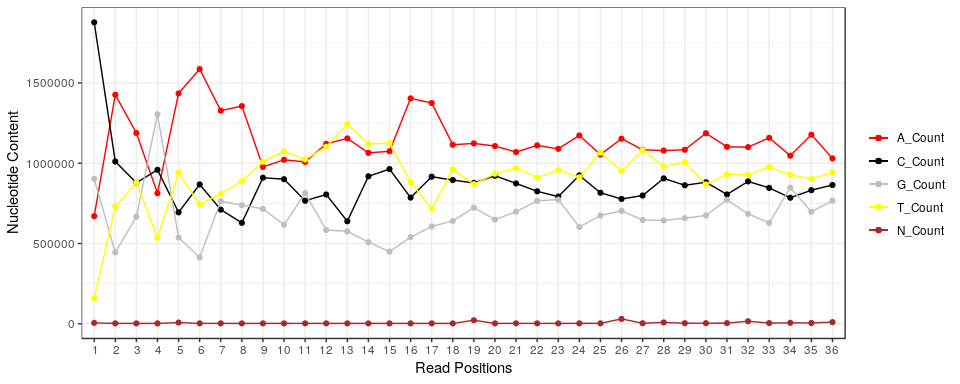 Nucleotide Content
1500000
1000000
500000
0
1 2 3 4 5 6 7 8 9 10 11 12 13 14 15 16 17 18 19 20 21 22 23 24 25 26 27 28 29 30 31 32 33 34 35 36
Read Positions
A_Count
C_Count
G_Count
T_Count
N_Count